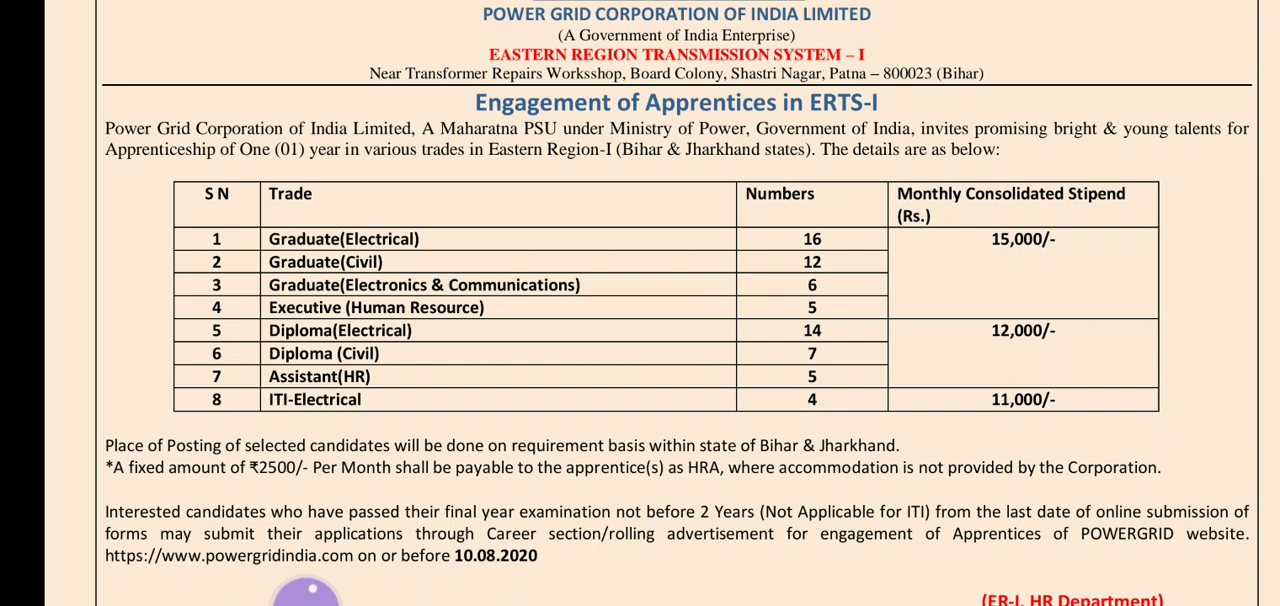 POWER GRID CORPORATION OF INDIA LIMITED
(A Government of India Enterprise)
EASTERN REGION TRANSMISSION SYSTEM – I
Near Transformer Repairs Worksshop, Board Colony, Shastri Nagar, Patna – 800023 (Bihar)
Engagement of Apprentices in ERTS-I
Power Grid Corporation of India Limited, A Maharatna PSU under Ministry of Power, Government of India, invites promising bright & young talents for
Apprenticeship of One (01) year in various trades in Eastern Region-I (Bihar & Jharkhand states). The details are as below:
S N Trade Numbers Monthly Consolidated Stipend
(Rs.)
1 Graduate(Electrical) 16 15,000/-
2 Graduate(Civil) 12
3 Graduate(Electronics & Communications) 6
4 Executive (Human Resource) 5
5 Diploma(Electrical) 14 12,000/-
6 Diploma (Civil) 7
7 Assistant(HR) 5
8 ITI-Electrical 4 11,000/-
Place of Posting of selected candidates will be done on requirement basis within state of Bihar & Jharkhand.
*A fixed amount of ₹2500/- Per Month shall be payable to the apprentice(s) as HRA, where accommodation is not provided by the Corporation.
Interested candidates who have passed their final year examination not before 2 Years (Not Applicable for ITI) from the last date of online submission of
forms may submit their applications through Career section/rolling advertisement for engagement of Apprentices of POWERGRID website.
https://www.powergridindia.com on or before 10.08.2020
(ER-I, HR Department)